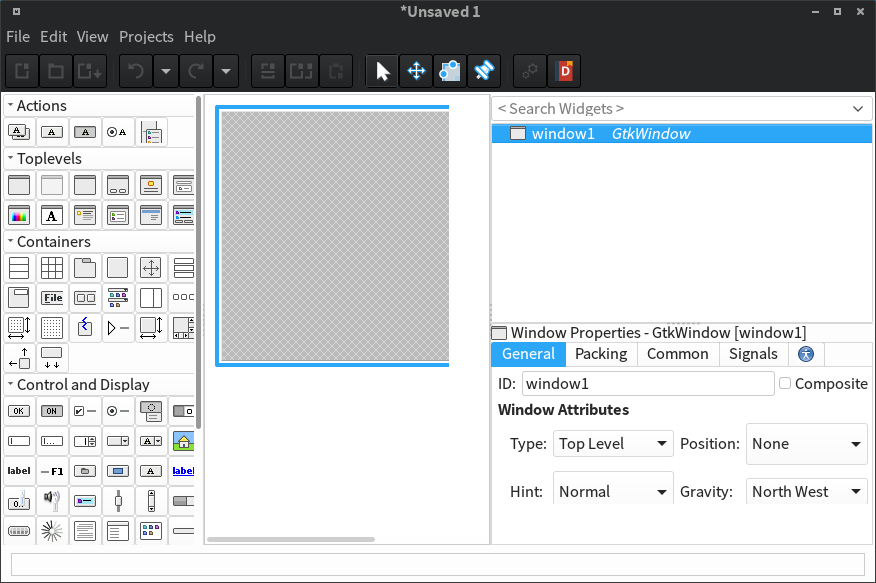 *Unsaved 1
File Edit View Projects Help
D
Actions
A A A A
Toplevels
A
Containers
File
Control and Display
OK ON
A
label F1 A label
0.
< Search Widgets >
window1 GtkWindow
Window Properties - GtkWindow [window1]
General Packing Common Signals
ID: window1 Composite
Window Attributes
Type: Top Level Position: None
Hint: Normal Gravity: North West